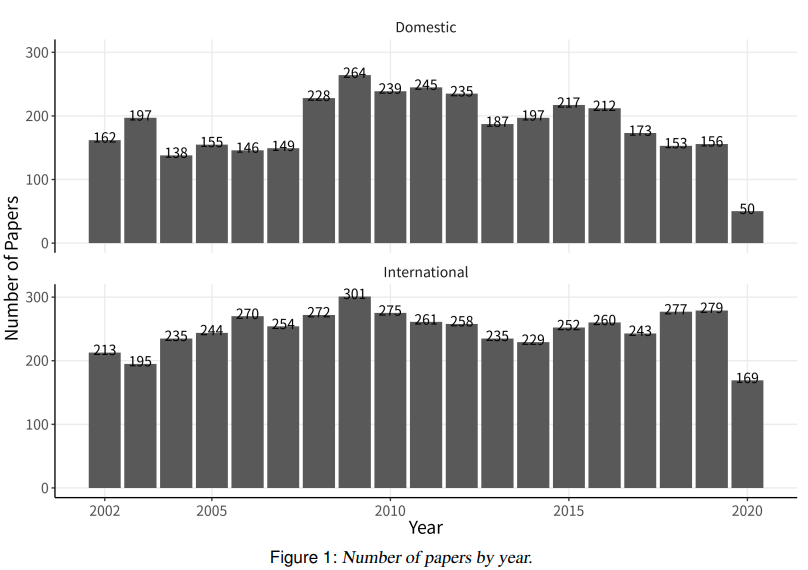 Domestic
300
200
100
0
162 197 138 155 146 149 228 264 239 245 235 187 197 217 212 173 153 156 50
Number of Papers
International
300
200
100
0
213 195 235 244 270 254 272 301 275 261 258 235 229 252 260 243 277 279 169
2002 2005 2010 2015 2020
Year
Figure 1: Number of papers by year.